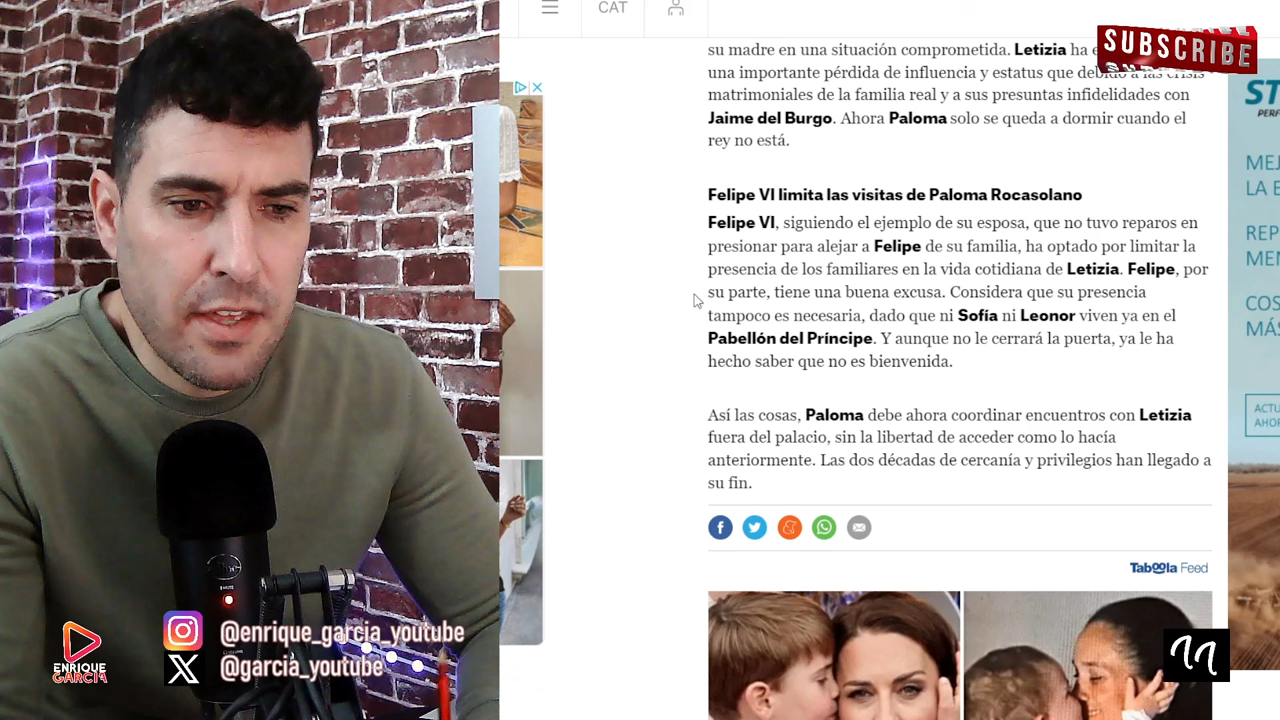 CAT
SUBSCRIBE
su madre en una situación comprometida. Letizia ha
una importante pérdida de influencia y estatus que debido a las crisis
matrimoniales de la familia real y a sus presuntas infidelidades con
Jaime del Burgo. Ahora Paloma solo se queda a dormir cuando el
rey no está.
Felipe VI limita las visitas de Paloma Rocasolano
Felipe VI, siguiendo el ejemplo de su esposa, que no tuvo reparos en
presionar para alejar a Felipe de su familia, ha optado por limitar la
presencia de los familiares en la vida cotidiana de Letizia. Felipe, por
su parte, tiene una buena excusa. Considera que su presencia
tampoco es necesaria, dado que ni Sofía ni Leonor viven ya en el
Pabellón del Príncipe. Y aunque no le cerrará la puerta, ya le ha
hecho saber que no es bienvenida.
Así las cosas, Paloma debe ahora coordinar encuentros con Letizia
fuera del palacio, sin la libertad de acceder como lo hacía
anteriormente. Las dos décadas de cercanía y privilegios han llegado a
su fin.
Taboola Feed
ENRIQUE
GARCIA
@enrique_garcia_youtube
@garcia_youtube